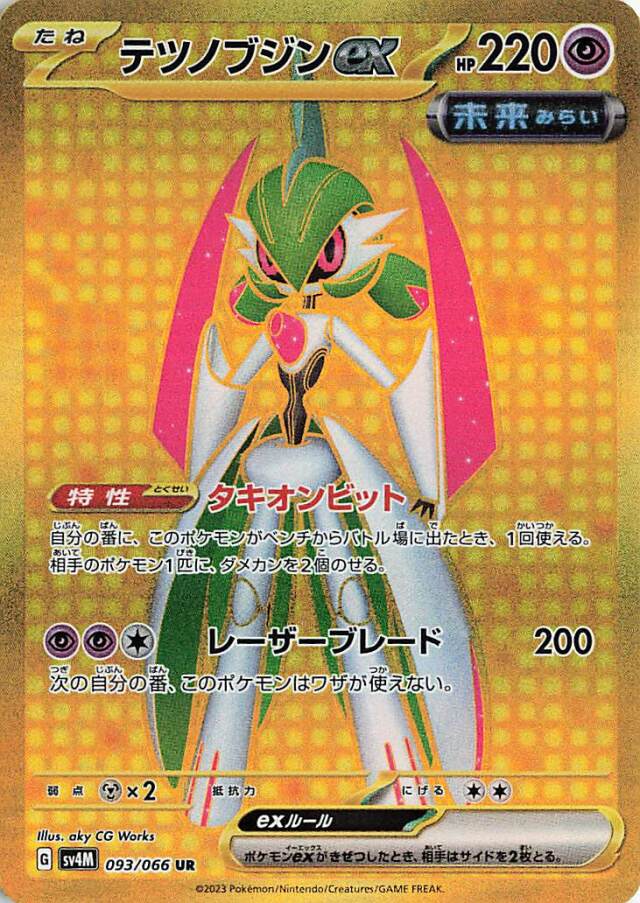 たね テツノブジンex HP220
未来 みらい
特性 とくせい タキオンビット
自分の番に、このポケモンがベンチからバトル場に出たとき、1回使える。
相手のポケモン1匹に、ダメカンを2個のせる。
レーザーブレード 200
次の自分の番、このポケモンはワザが使えない。
弱点 ×2 抵抗力 にげる
exルール
ポケモンexがきぜつしたとき、相手はサイドを2枚とる。
Illus. aky CG Works
G sv4M 093/066 UR
©2023 Pokémon/Nintendo/Creatures/GAME FREAK.